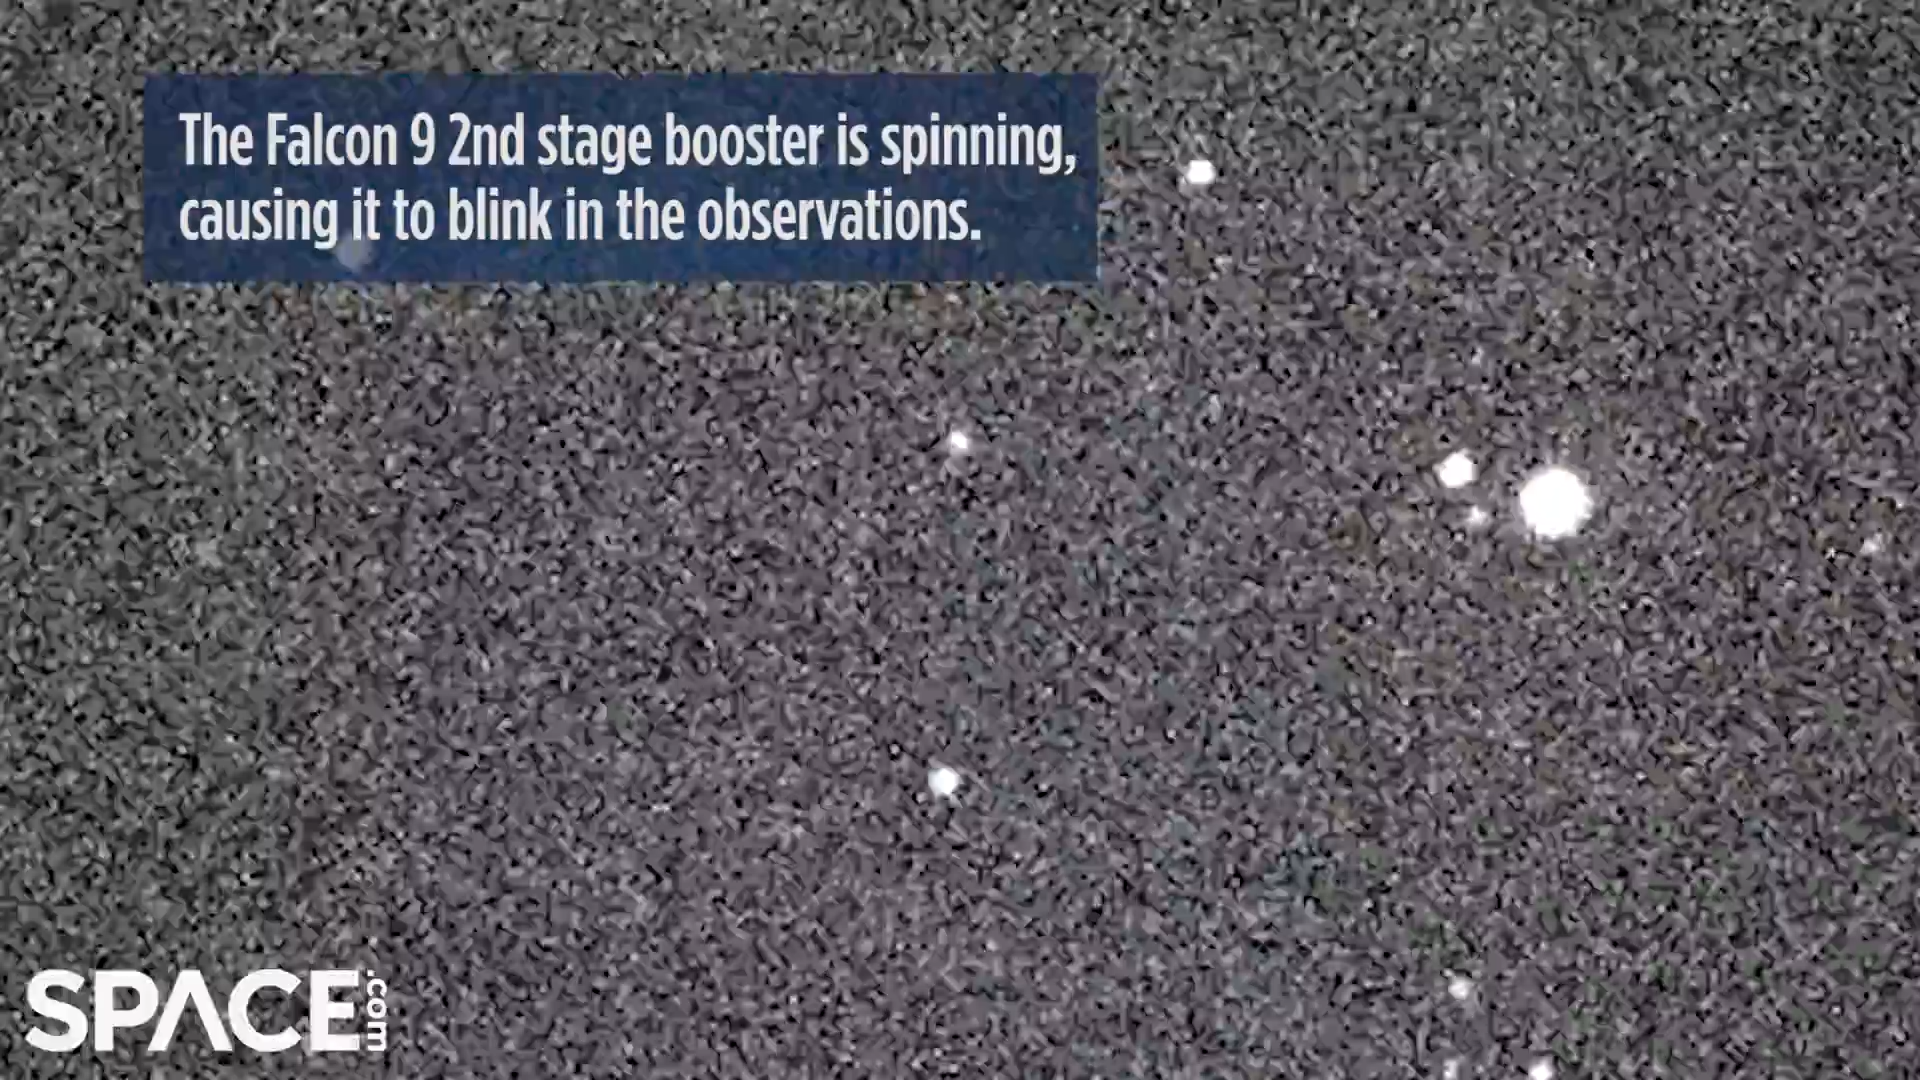 The Falcon 9 2nd stage booster is spinning,
causing it to blink in the observations.
SPACE.com